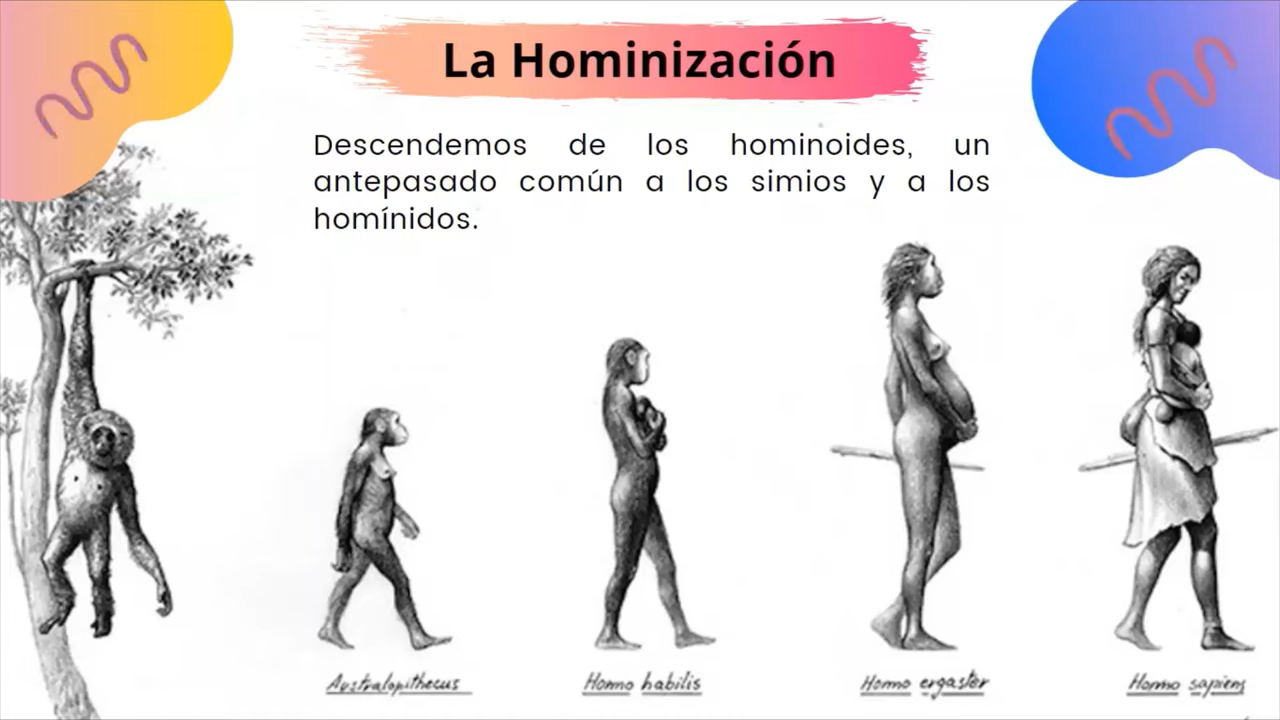 La Hominización
Descendemos de los hominoides, un
antepasado común a los simios y a los
homínidos.
Australopithecus
Homo habilis
Homo ergaster
Homo sapiens